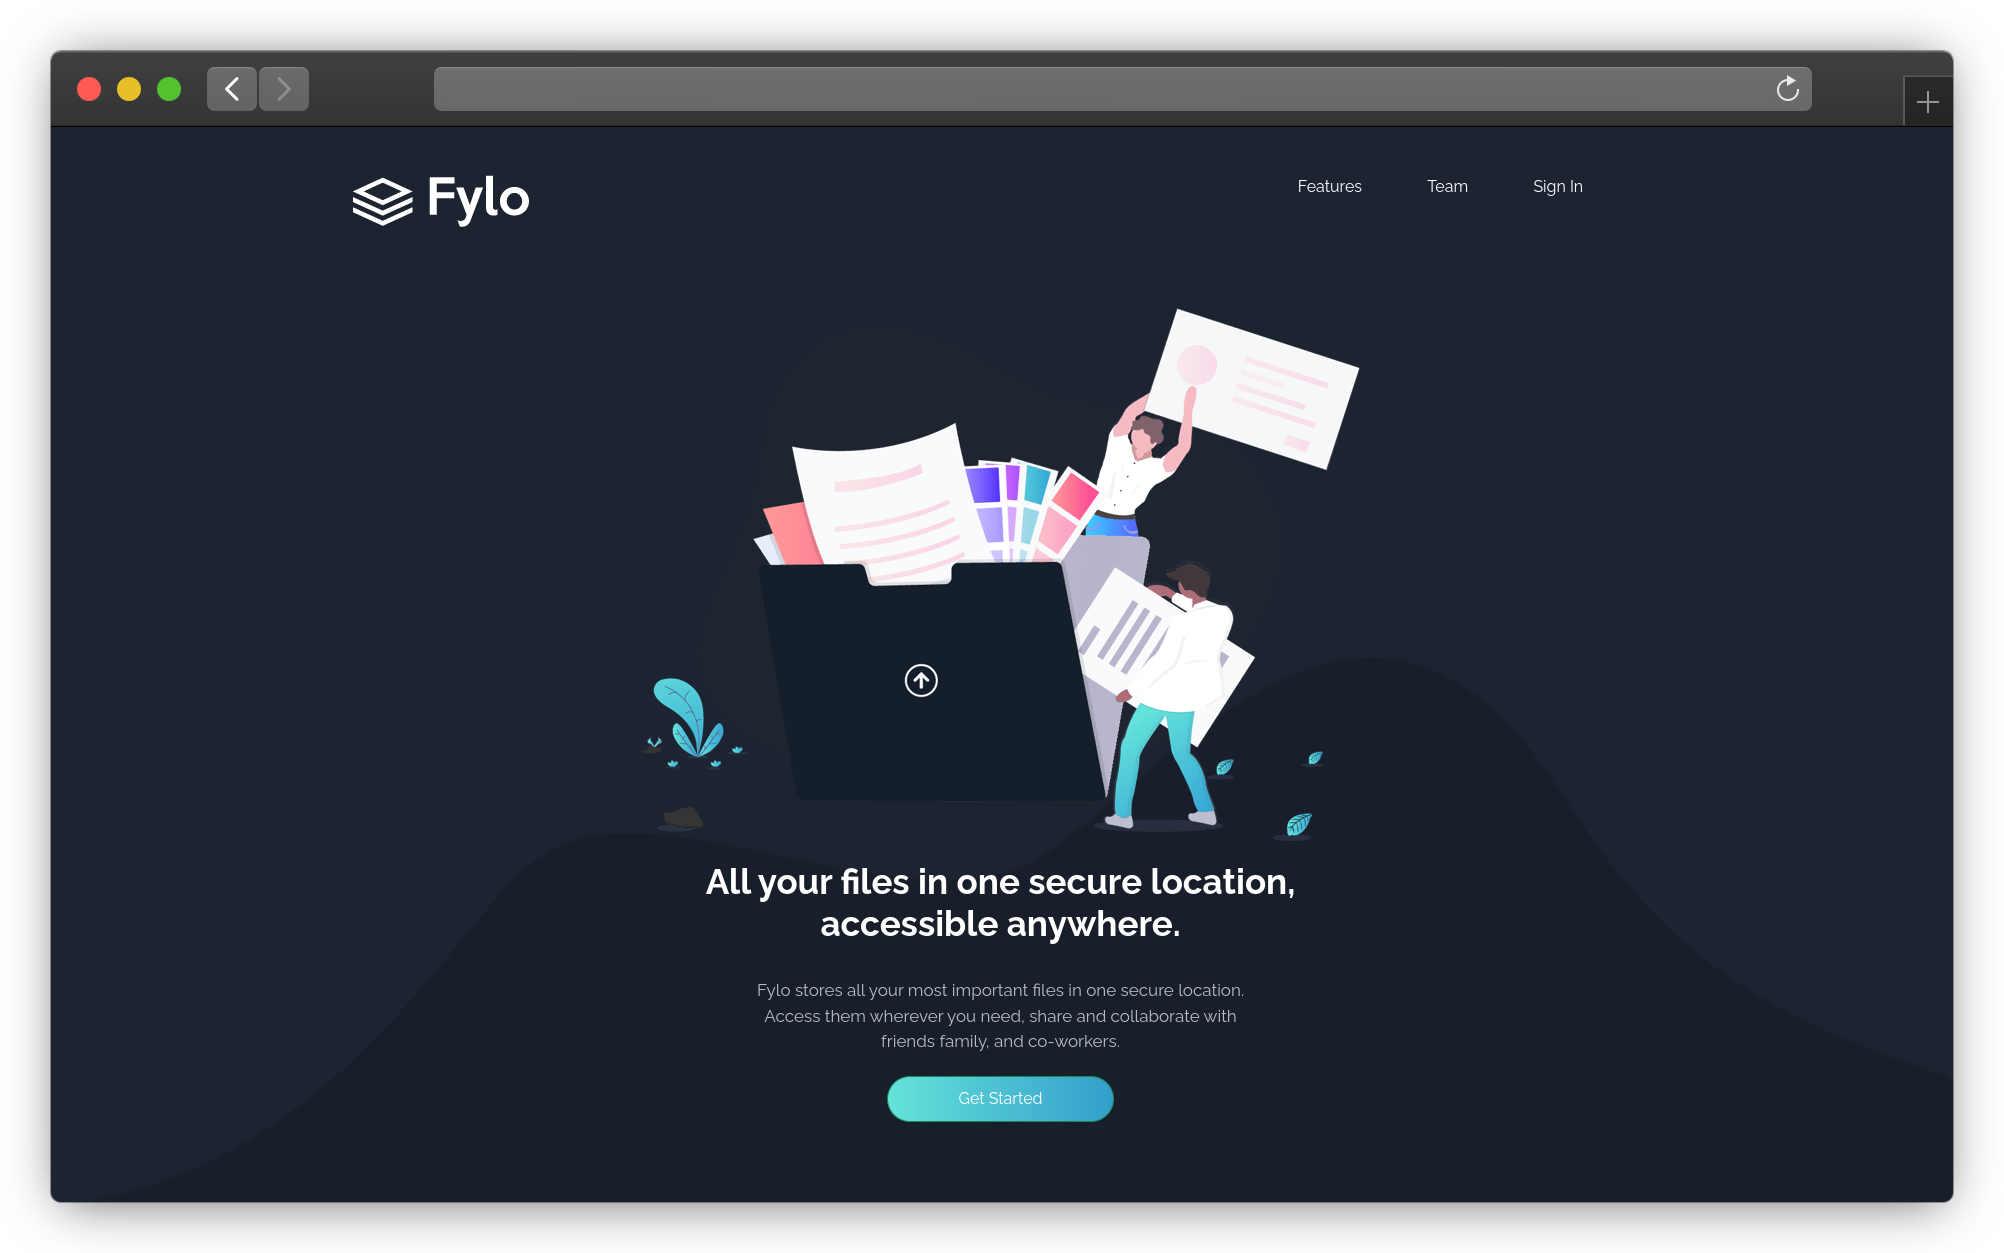 Fylo
Features
Team
Sign In
All your files in one secure location,
accessible anywhere.
Fylo stores all your most important files in one secure location.
Access them wherever you need, share and collaborate with
friends family, and co-workers.
Get Started